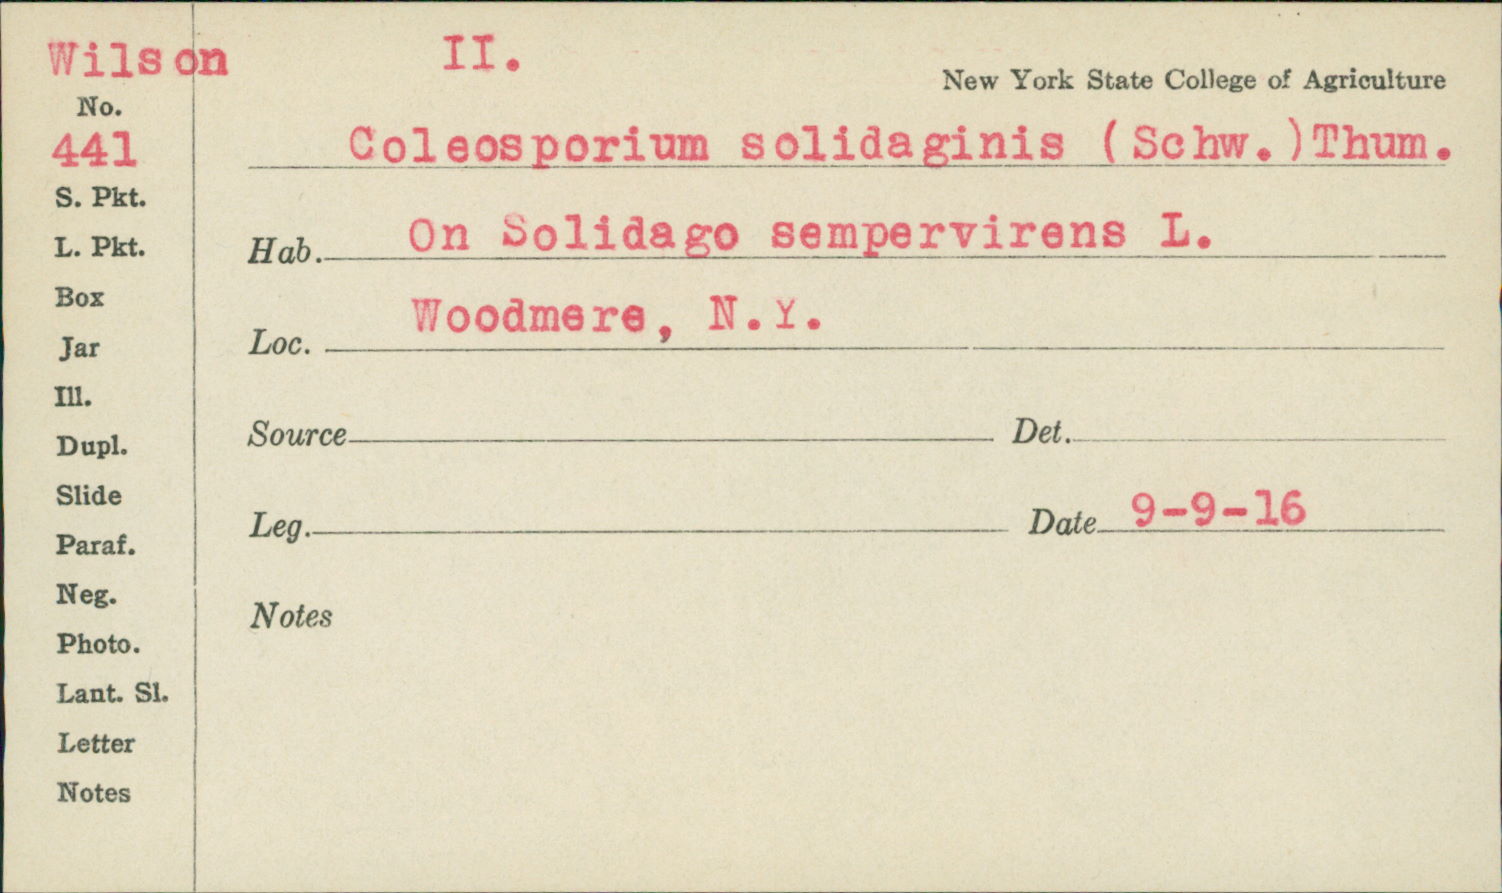 Wilson II.
New York State College of Agriculture
No.
441 Coleosporium solidaginis (Schw.)Thum.
S. Pkt.
L. Pkt.
Hab. On Solidago sempervirens L.
Box
Loc. Woodmere, N.Y.
Jar
Ill.
Dupl.
Source Det.
Slide
Leg. Date 9-9-16
Paraf.
Neg.
Notes
Photo.
Lant. Sl.
Letter
Notes